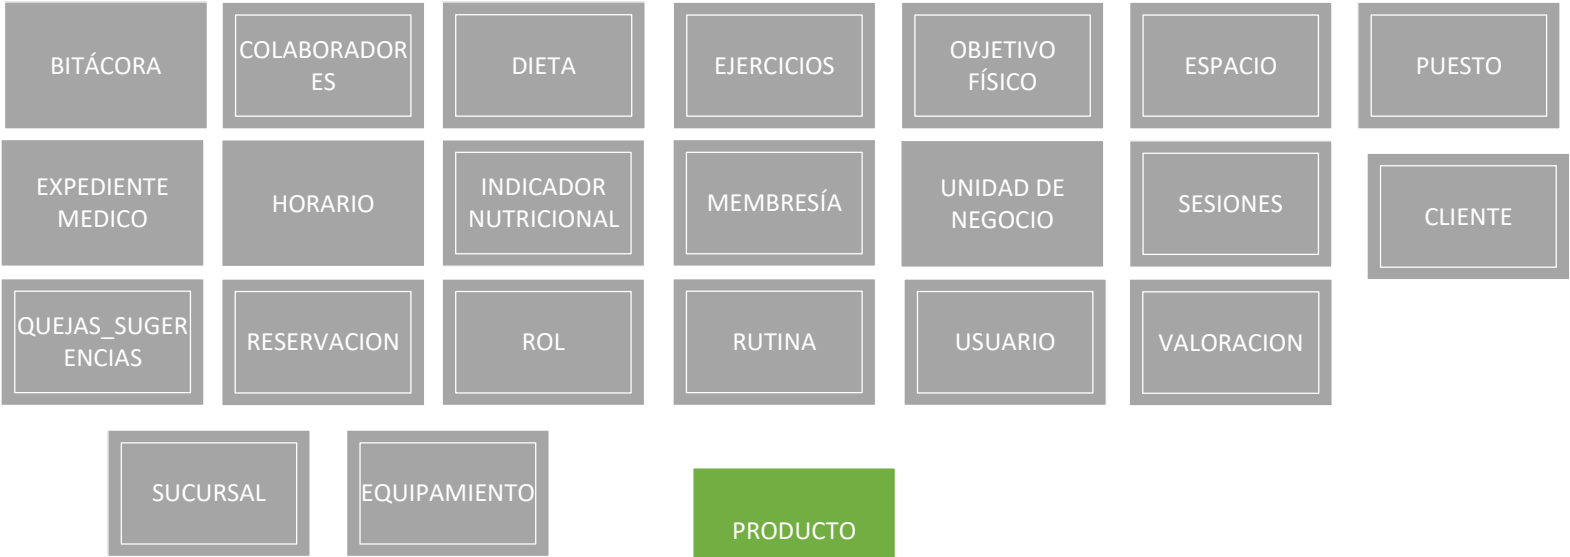 BITÁCORA
COLABORADOR
ES
DIETA
EJERCICIOS
OBJETIVO
FÍSICO
ESPACIO
PUESTO
EXPEDIENTE
MEDICO
HORARIO
INDICADOR
NUTRICIONAL
MEMBRESÍA
UNIDAD DE
NEGOCIO
SESIONES
CLIENTE
QUEJAS_SUGER
ENCIAS
RESERVACION
ROL
RUTINA
USUARIO
VALORACION
SUCURSAL
EQUIPAMIENTO
PRODUCTO